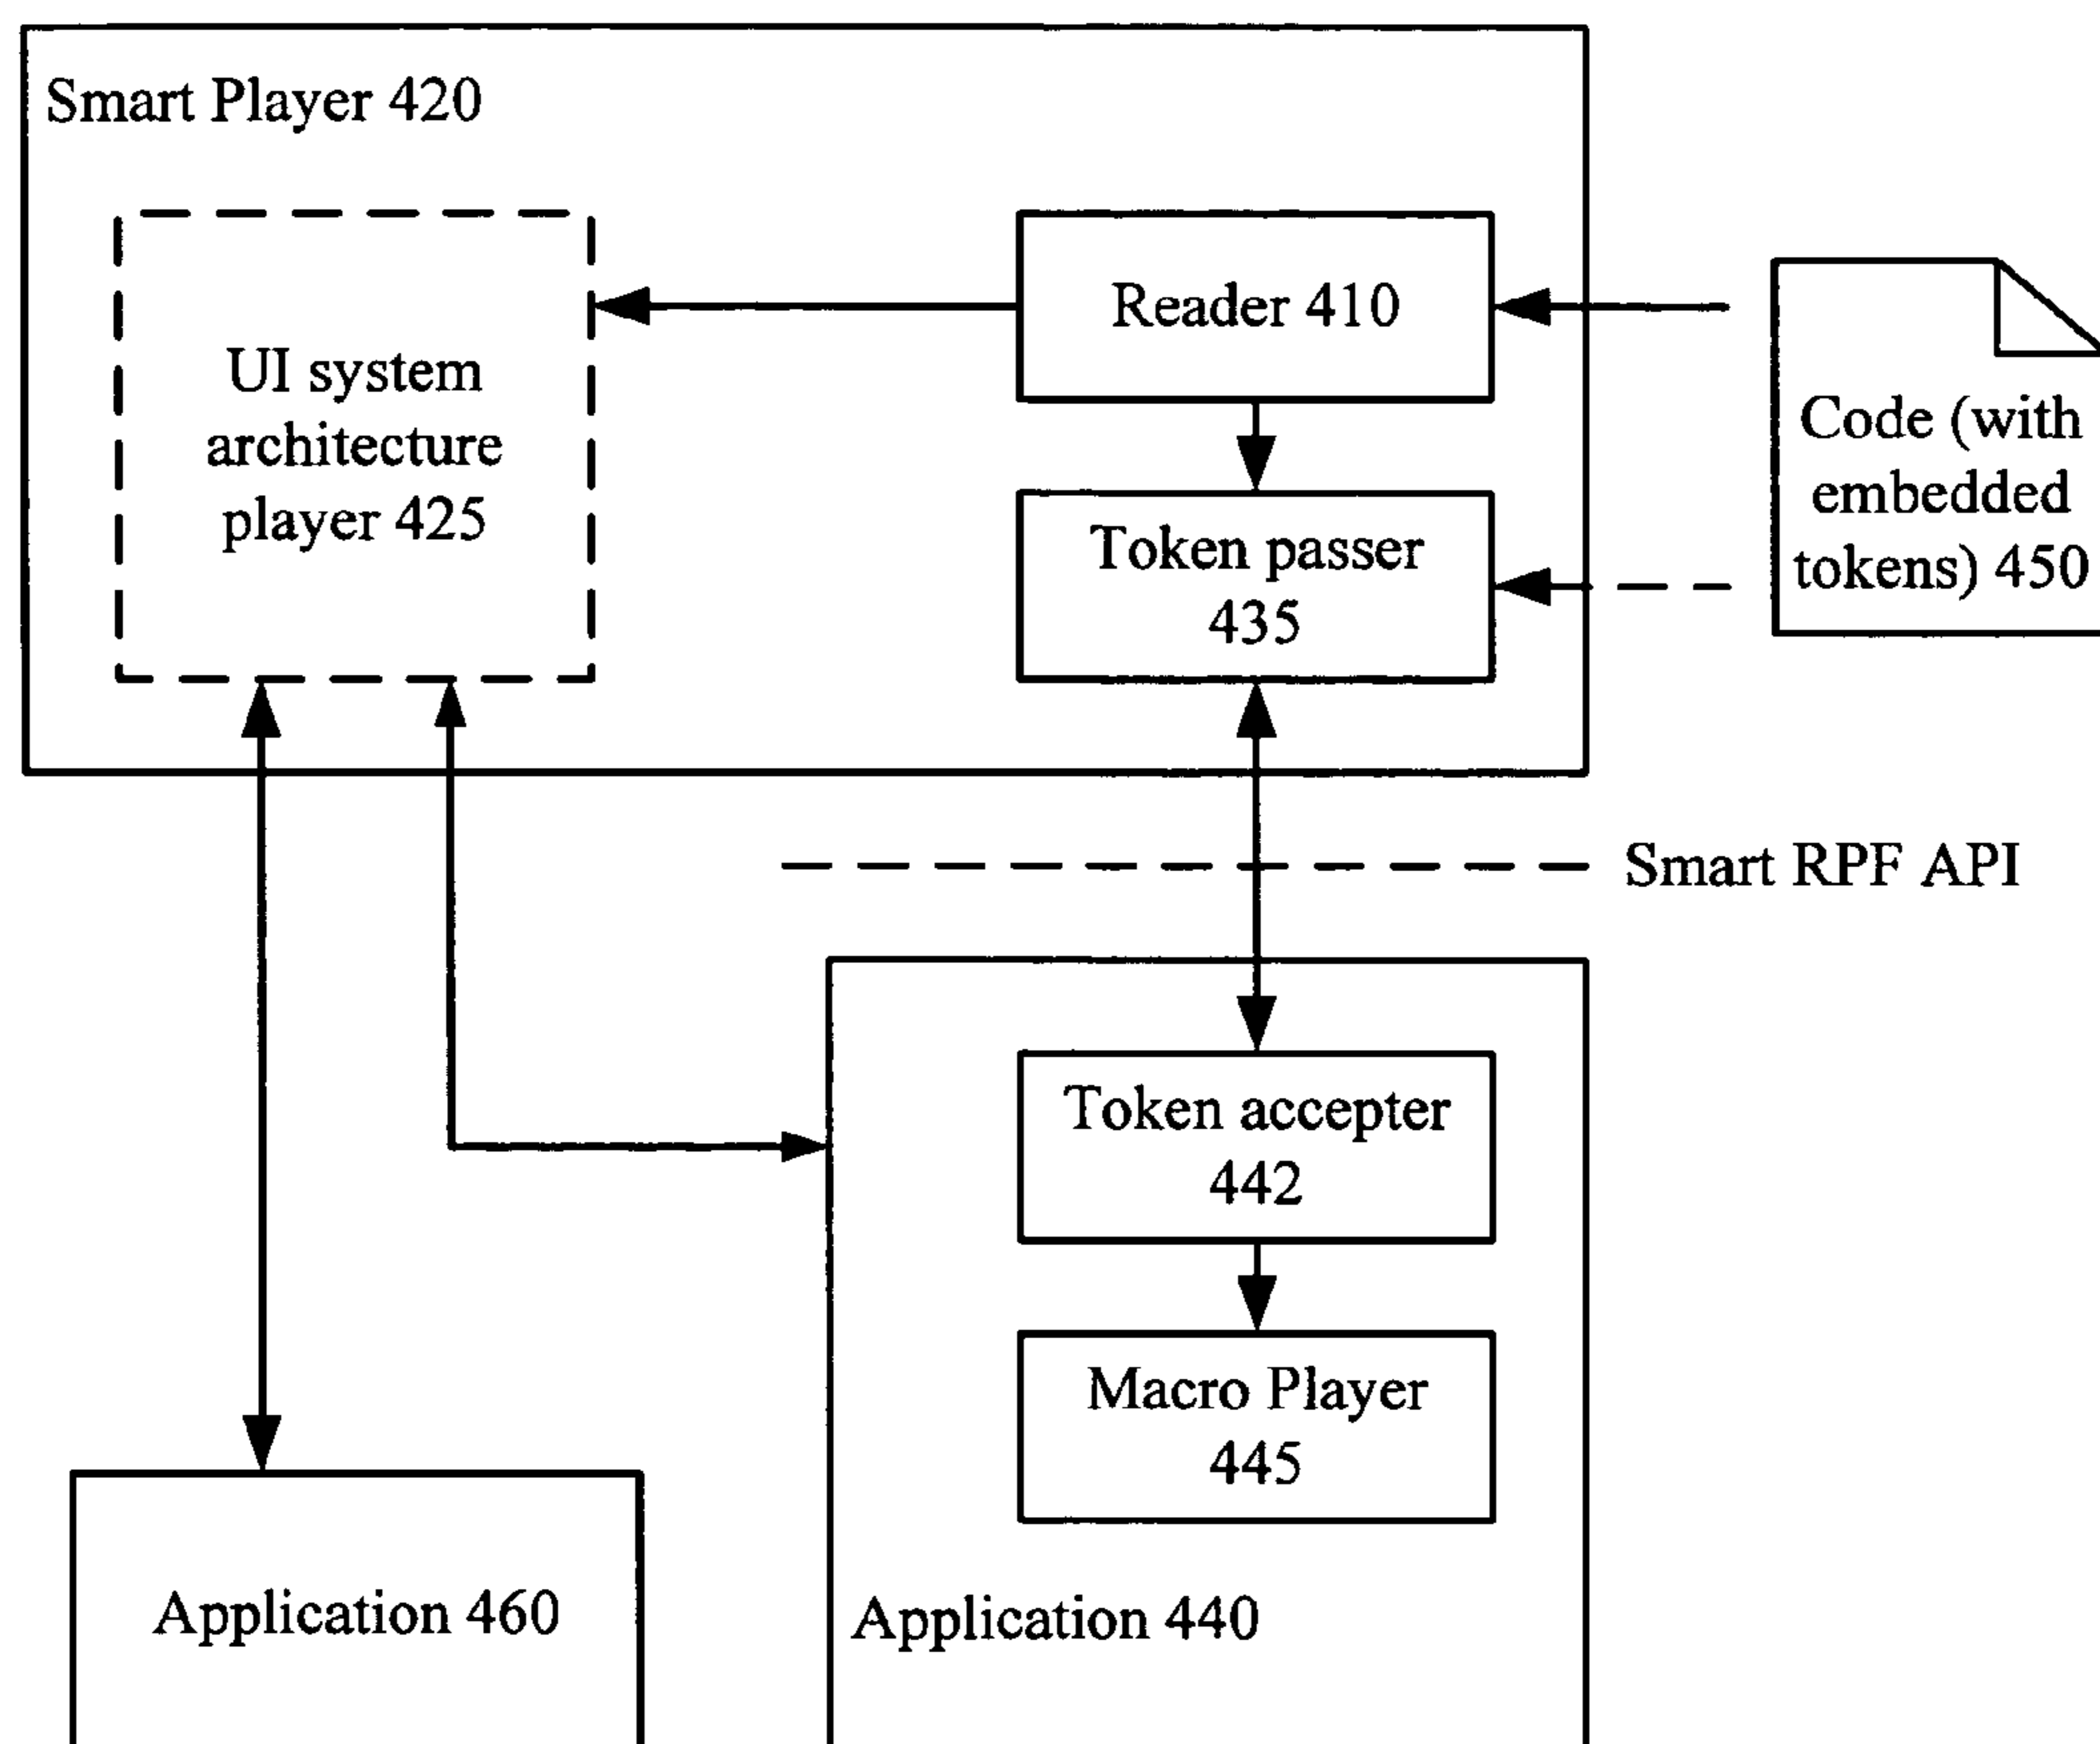 Smart Player 420
UI system
architecture
player 425
Reader 410
Token passer
435
Code (with
embedded
tokens) 450
Smart RPF API
Token accepter
442
Macro Player
445
Application 460
Application 440